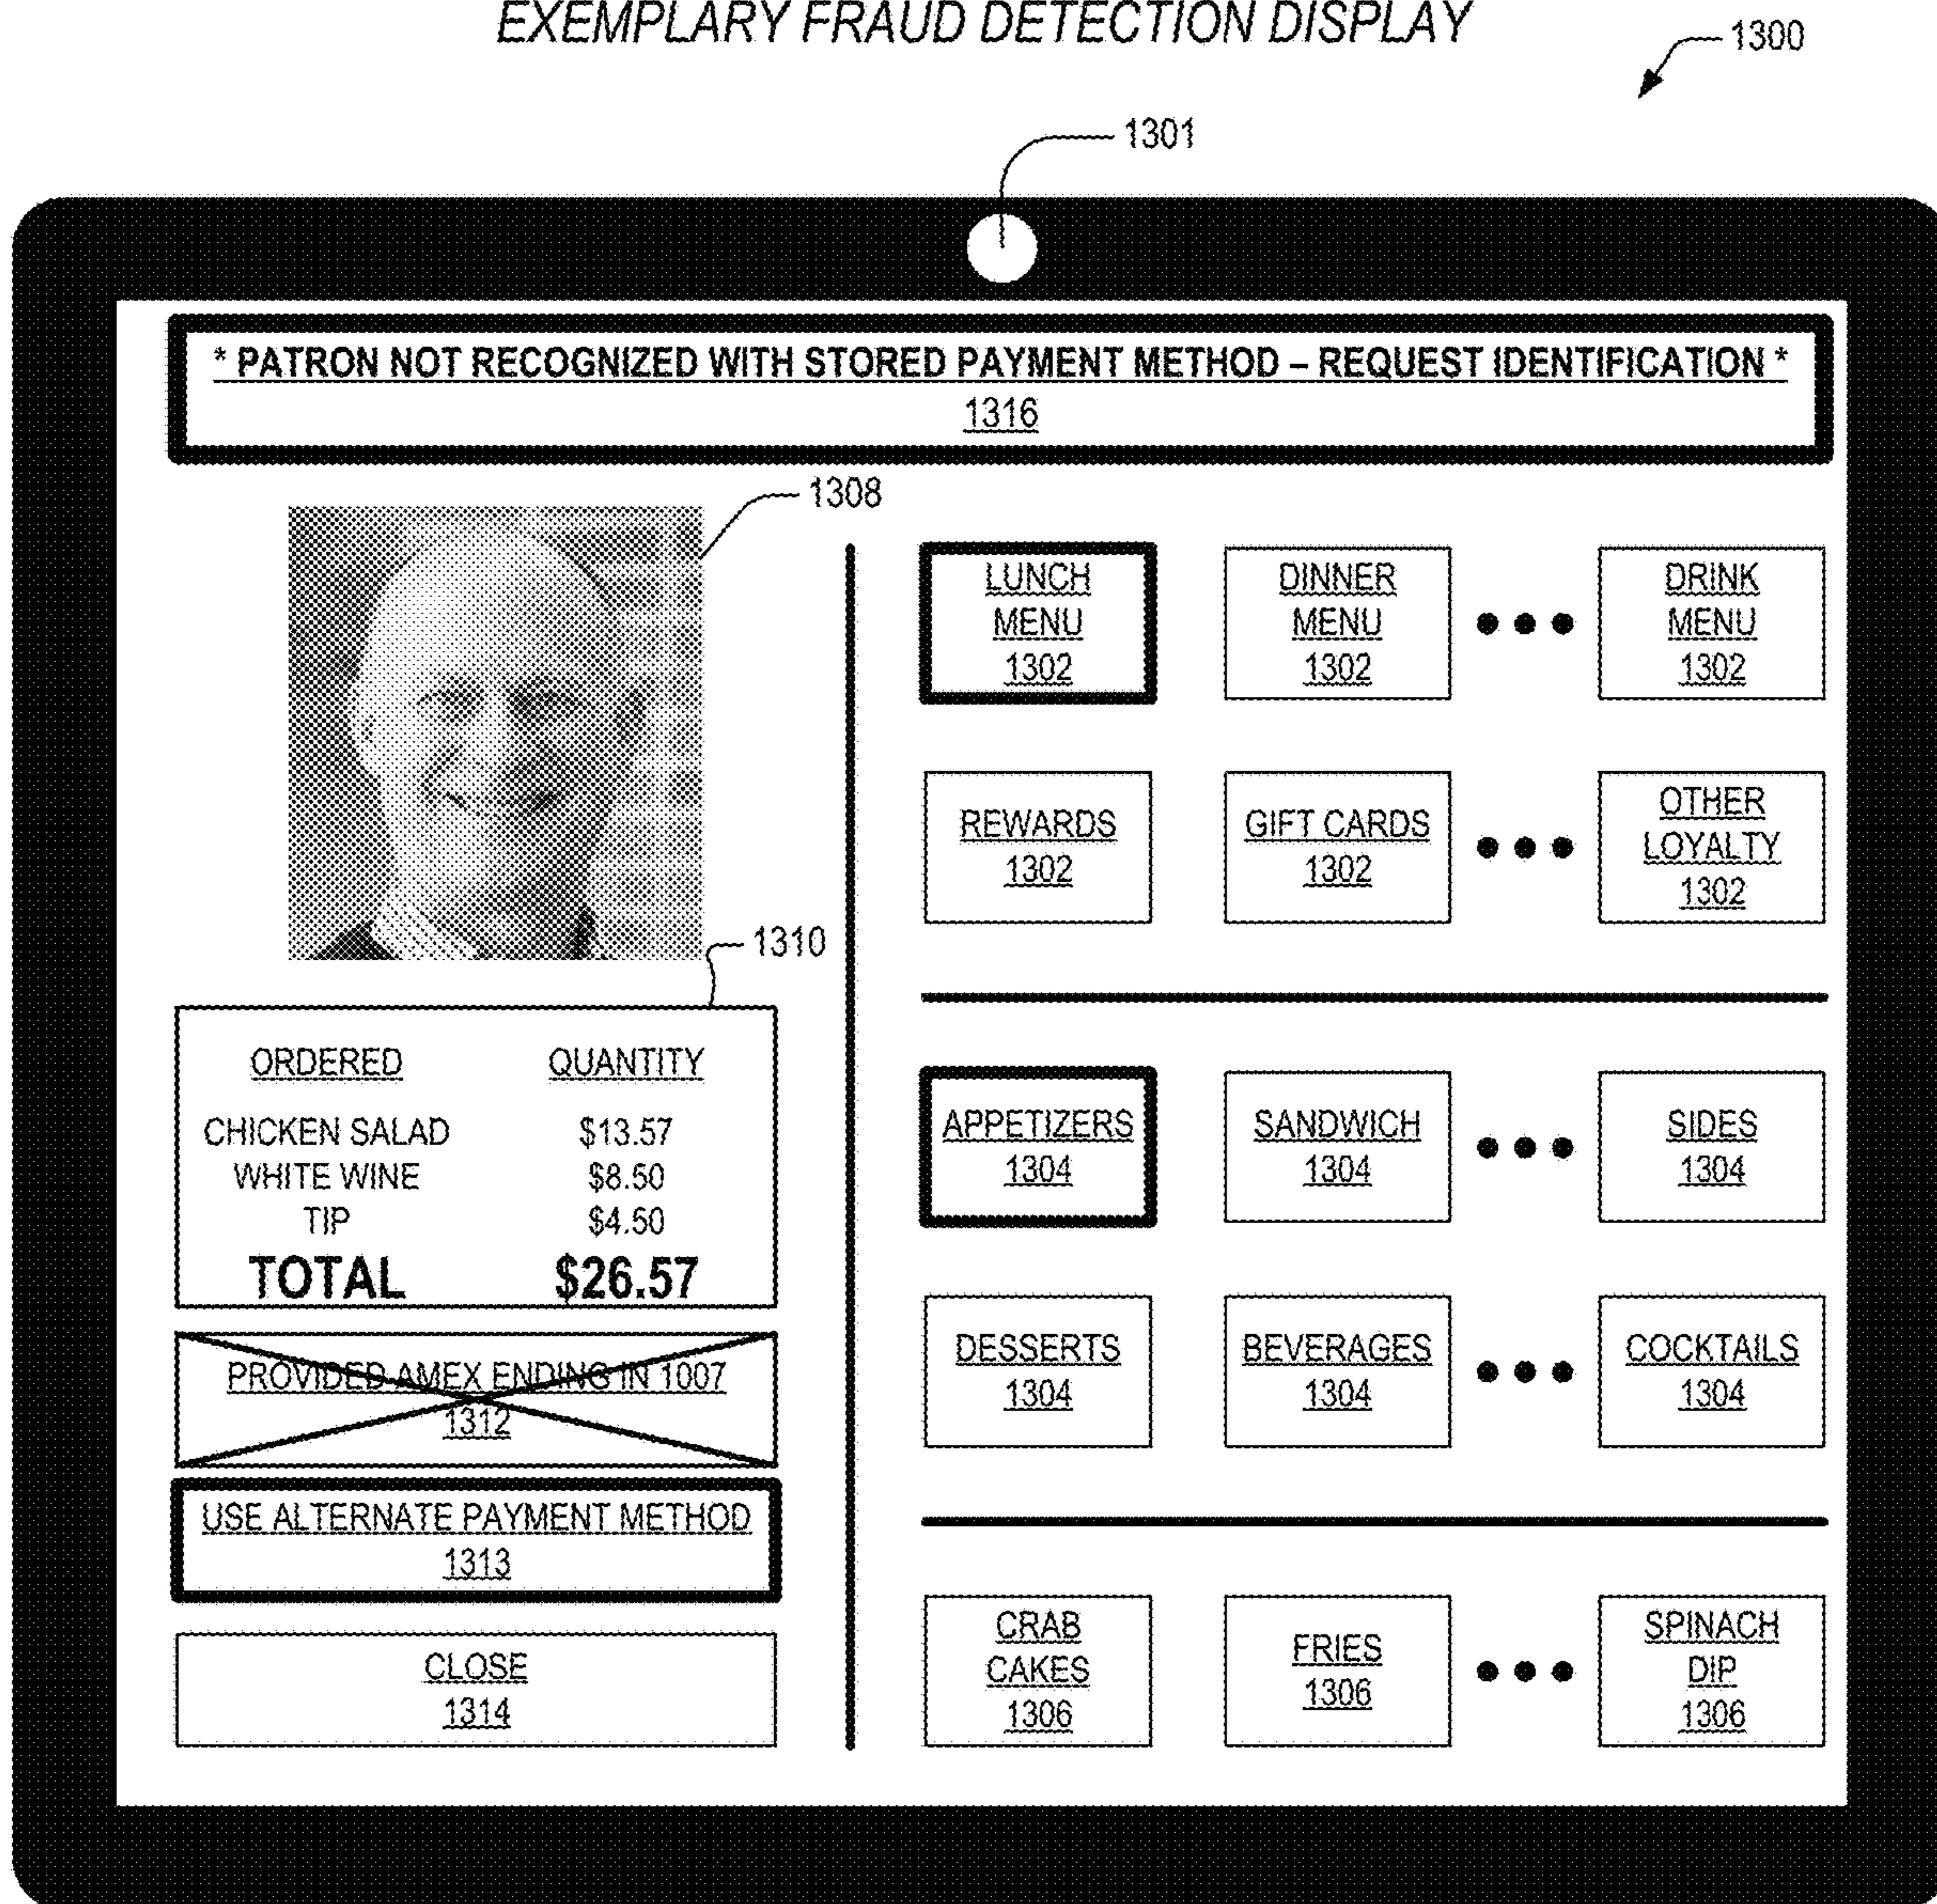 EXEMPLARY FRAUD DETECTION DISPLAY
1300
1301
* PATRON NOT RECOGNIZED WITH STORED PAYMENT METHOD – REQUEST IDENTIFICATION *
1316
1308
1310
ORDERED QUANTITY
CHICKEN SALAD $13.57
WHITE WINE $8.50
TIP $4.50
TOTAL $26.57
PROVIDED AMEX ENDING IN 1007
1312
USE ALTERNATE PAYMENT METHOD
1313
CLOSE
1314
LUNCH
MENU
1302
DINNER
MENU
1302
DRINK
MENU
1302
REWARDS
1302
GIFT CARDS
1302
OTHER
LOYALTY
1302
APPETIZERS
1304
SANDWICH
1304
SIDES
1304
DESSERTS
1304
BEVERAGES
1304
COCKTAILS
1304
CRAB
CAKES
1306
FRIES
1306
SPINACH
DIP
1306